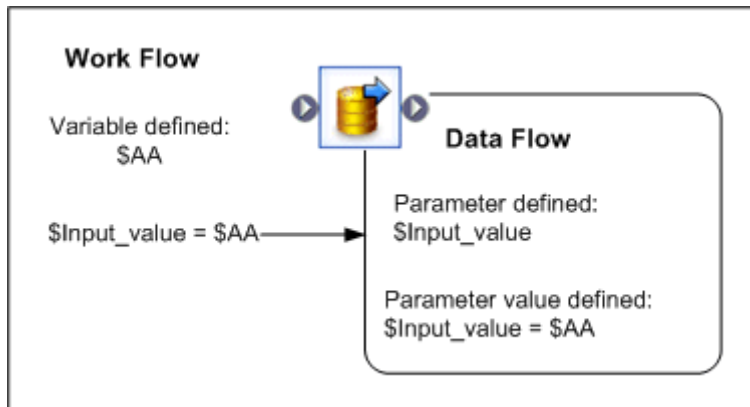 Work Flow
Variable defined:
$AA
$Input_value = $AA
Data Flow
Parameter defined:
$Input_value
Parameter value defined:
$Input_value = $AA